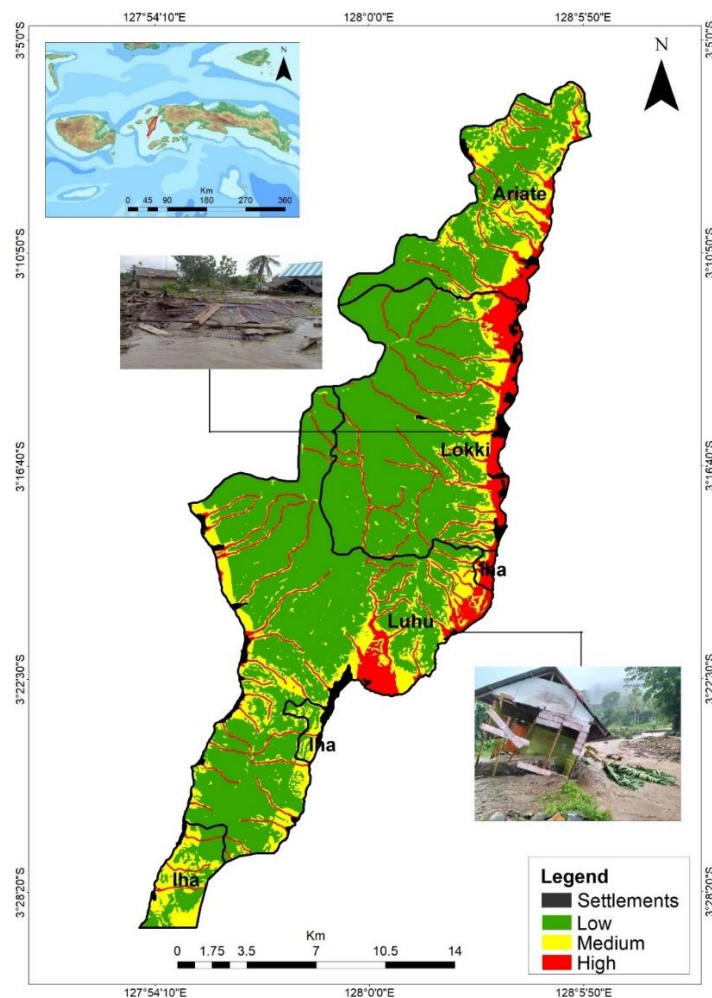 127°54'10"E 128°0'0"E 128°5'50"E
3°5'0"S
3°5'0"S
N
Km
0 45 90 180 270 360
N
Ariate
3°10'50"S
3°10'50"S
Lokki
3°16'40"S
3°16'40"S
Iha
Luhu
3°22'30"S
3°22'30"S
Iha
Iha
3°28'20"S
3°28'20"S
Legend
Settlements
Low
Medium
High
Km
0 1.75 3.5 7 10.5 14
127°54'10"E 128°0'0"E 128°5'50"E